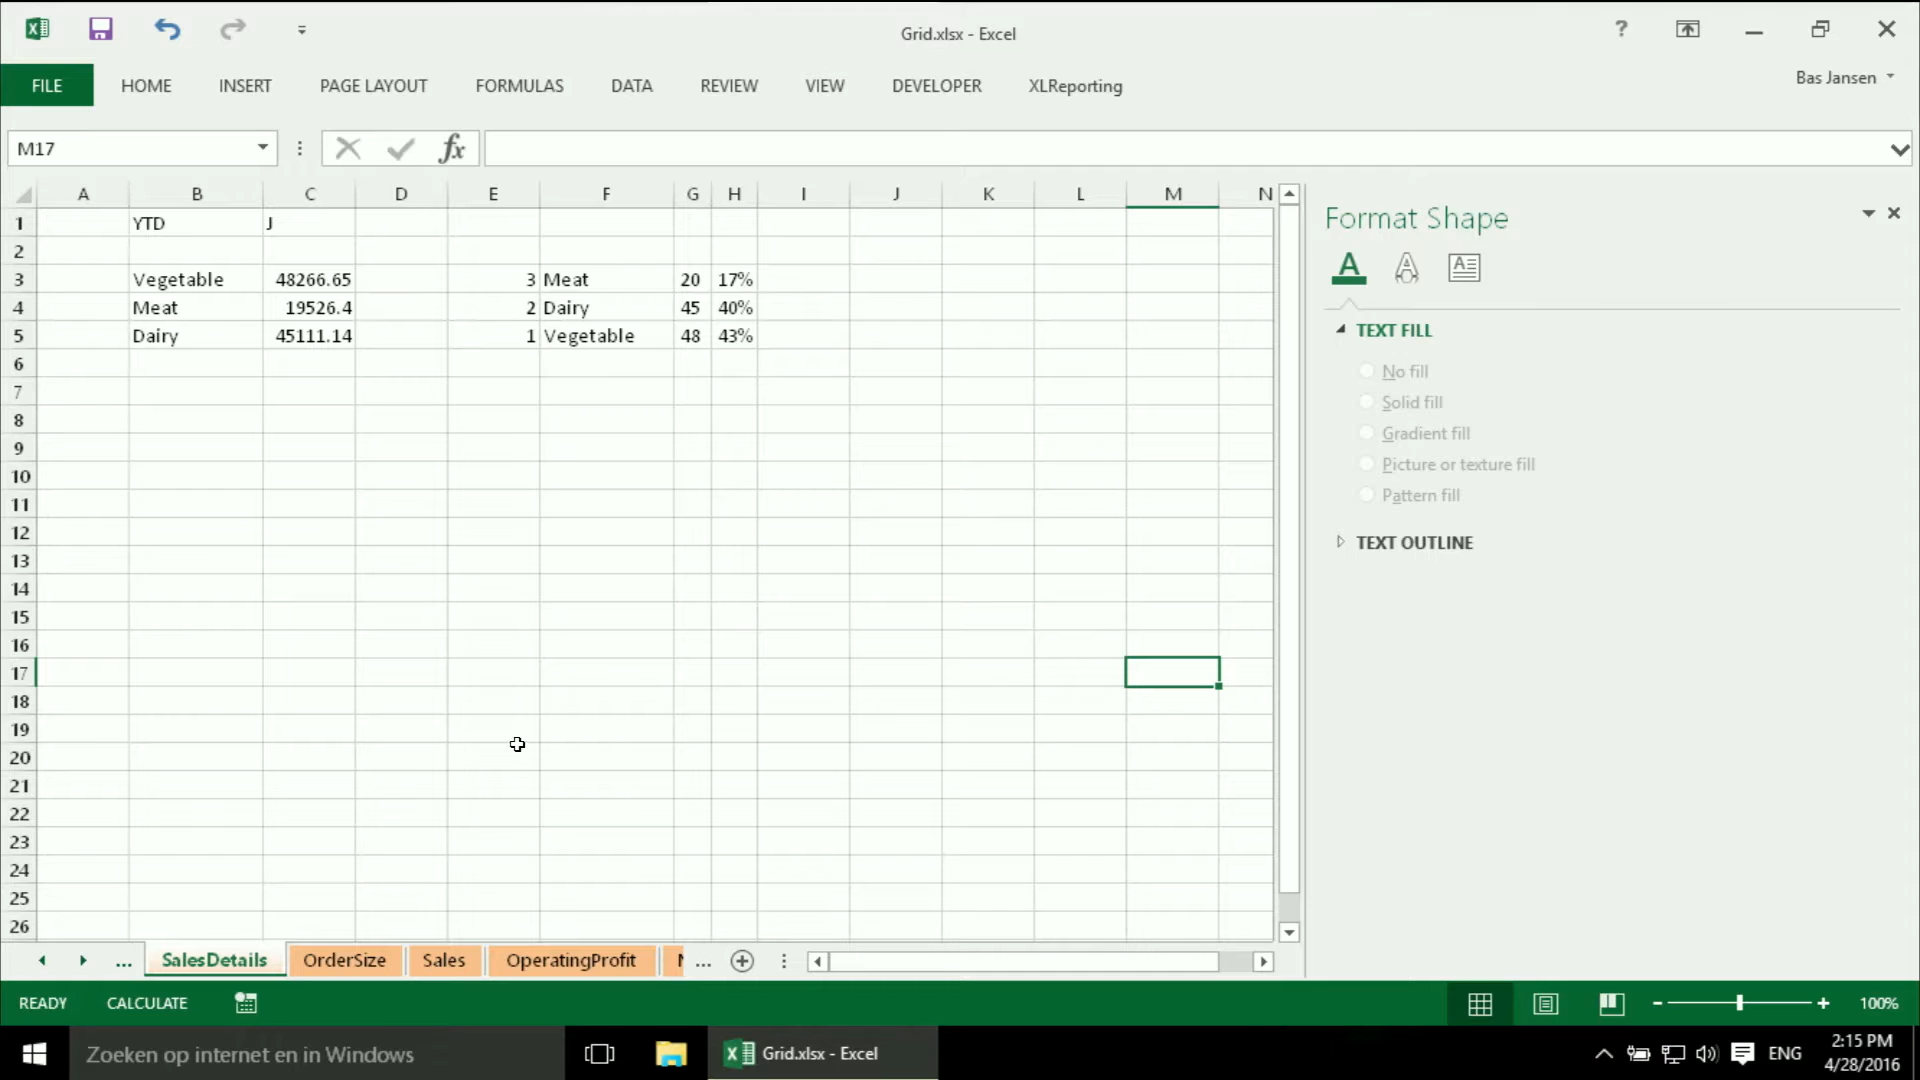 Grid.xlsx - Excel
?
FILE HOME INSERT PAGE LAYOUT FORMULAS DATA REVIEW VIEW DEVELOPER XLReporting
Bas Jansen
M17
fx
A B C D E F G H I J K L M N
1 YTD J
2
3 Vegetable 48266.65 3 Meat 20 17%
4 Meat 19526.4 2 Dairy 45 40%
5 Dairy 45111.14 1 Vegetable 48 43%
6
7
8
9
10
11
12
13
14
15
16
17
18
19
20
21
22
23
24
25
26
Format Shape
TEXT FILL
No fill
Solid fill
Gradient fill
Picture or texture fill
Pattern fill
TEXT OUTLINE
... SalesDetails OrderSize Sales OperatingProfit ...
READY CALCULATE
100%
Zoeken op internet en in Windows
Grid.xlsx - Excel
ENG
2:15 PM
4/28/2016